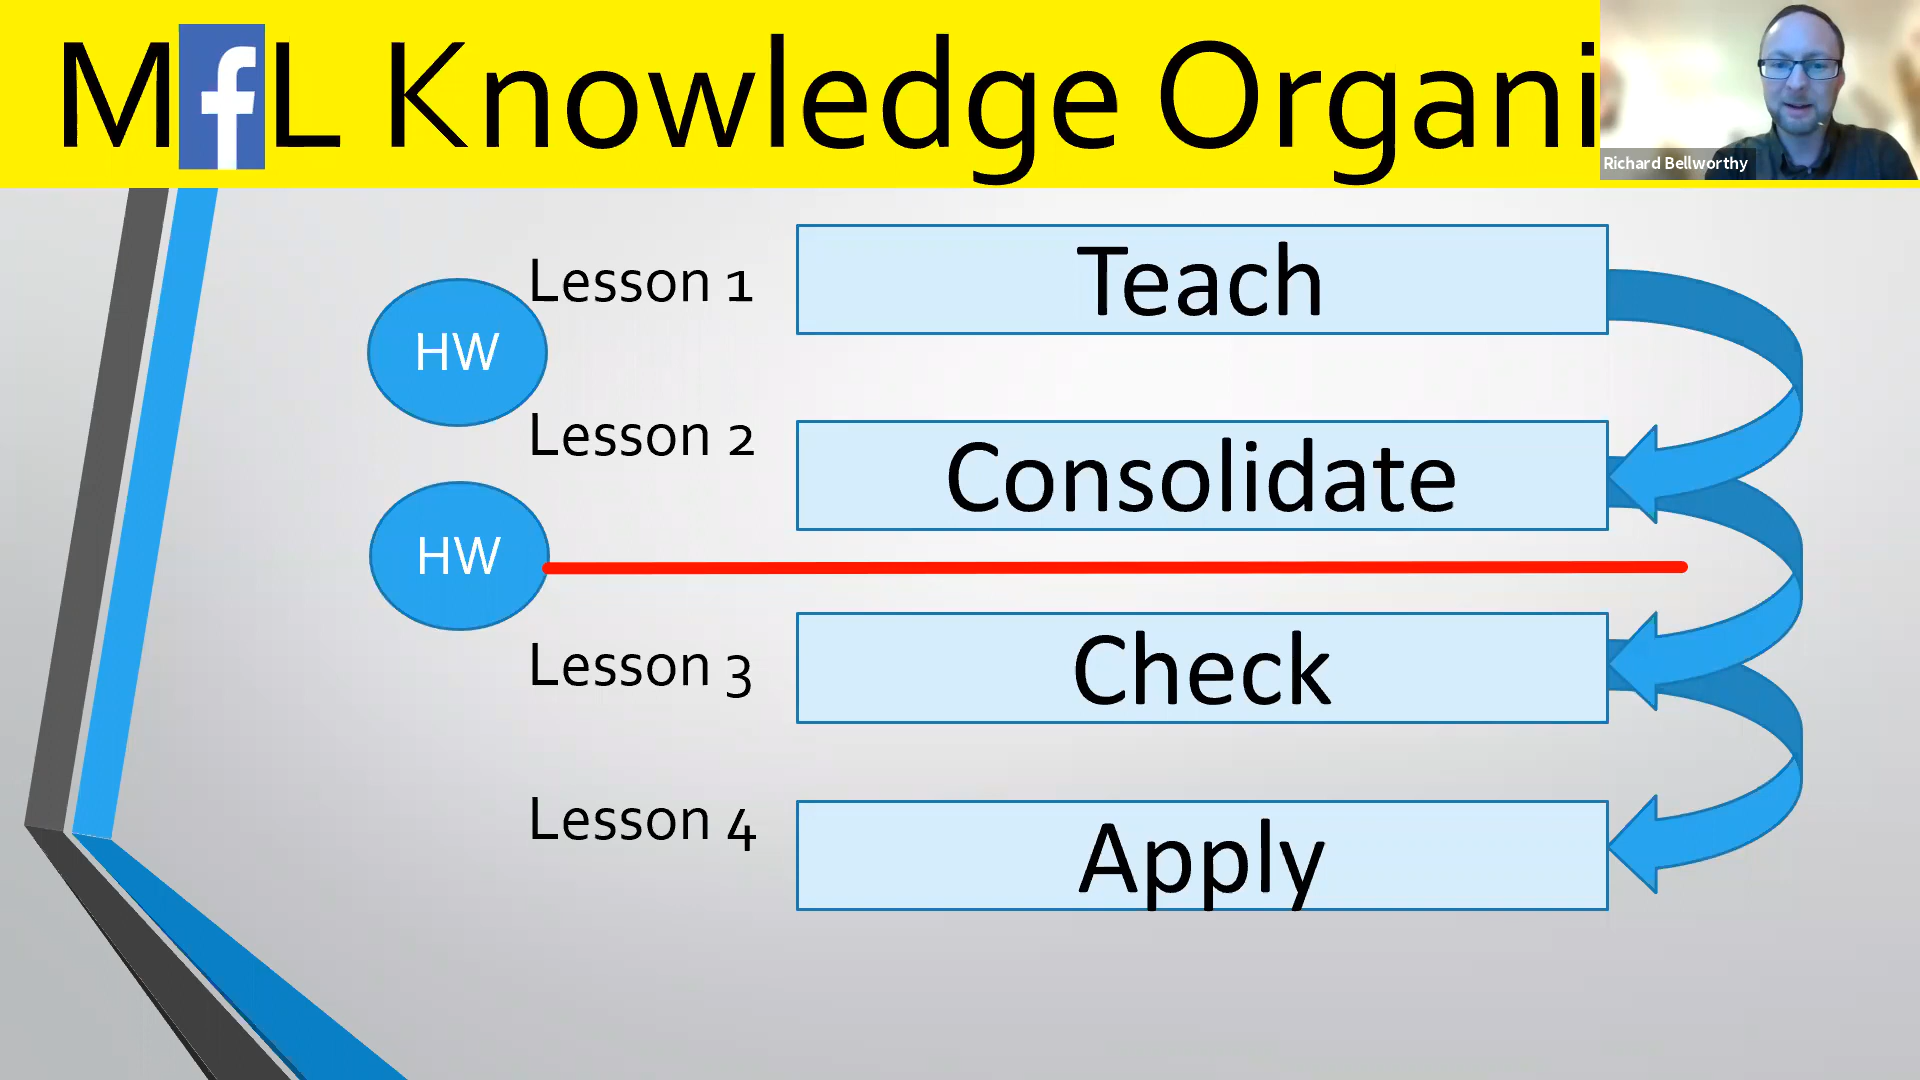 MfL Knowledge Organi
Richard Bellworthy
Lesson 1
Teach
HW
Lesson 2
Consolidate
HW
Lesson 3
Check
Lesson 4
Apply